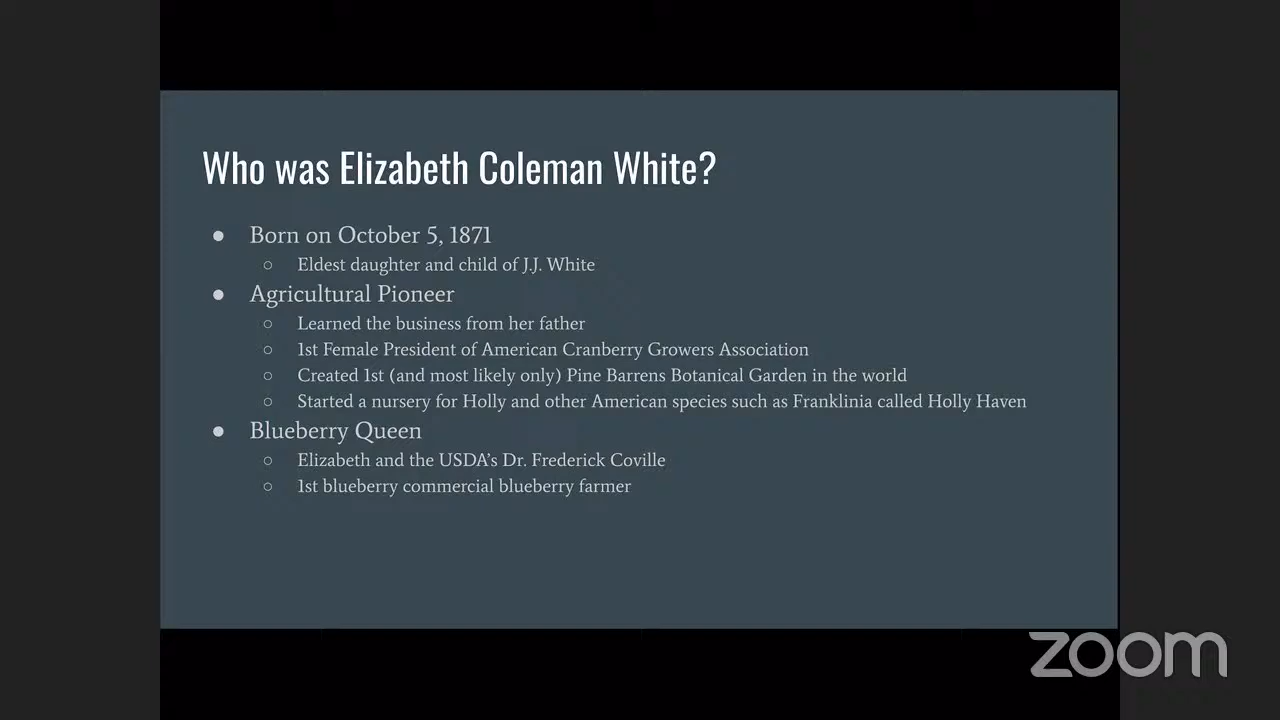 Who was Elizabeth Coleman White?
● Born on October 5, 1871
○ Eldest daughter and child of J.J. White
● Agricultural Pioneer
○ Learned the business from her father
○ 1st Female President of American Cranberry Growers Association
○ Created 1st (and most likely only) Pine Barrens Botanical Garden in the world
○ Started a nursery for Holly and other American species such as Franklinia called Holly Haven
● Blueberry Queen
○ Elizabeth and the USDA's Dr. Frederick Coville
○ 1st blueberry commercial blueberry farmer
zoom